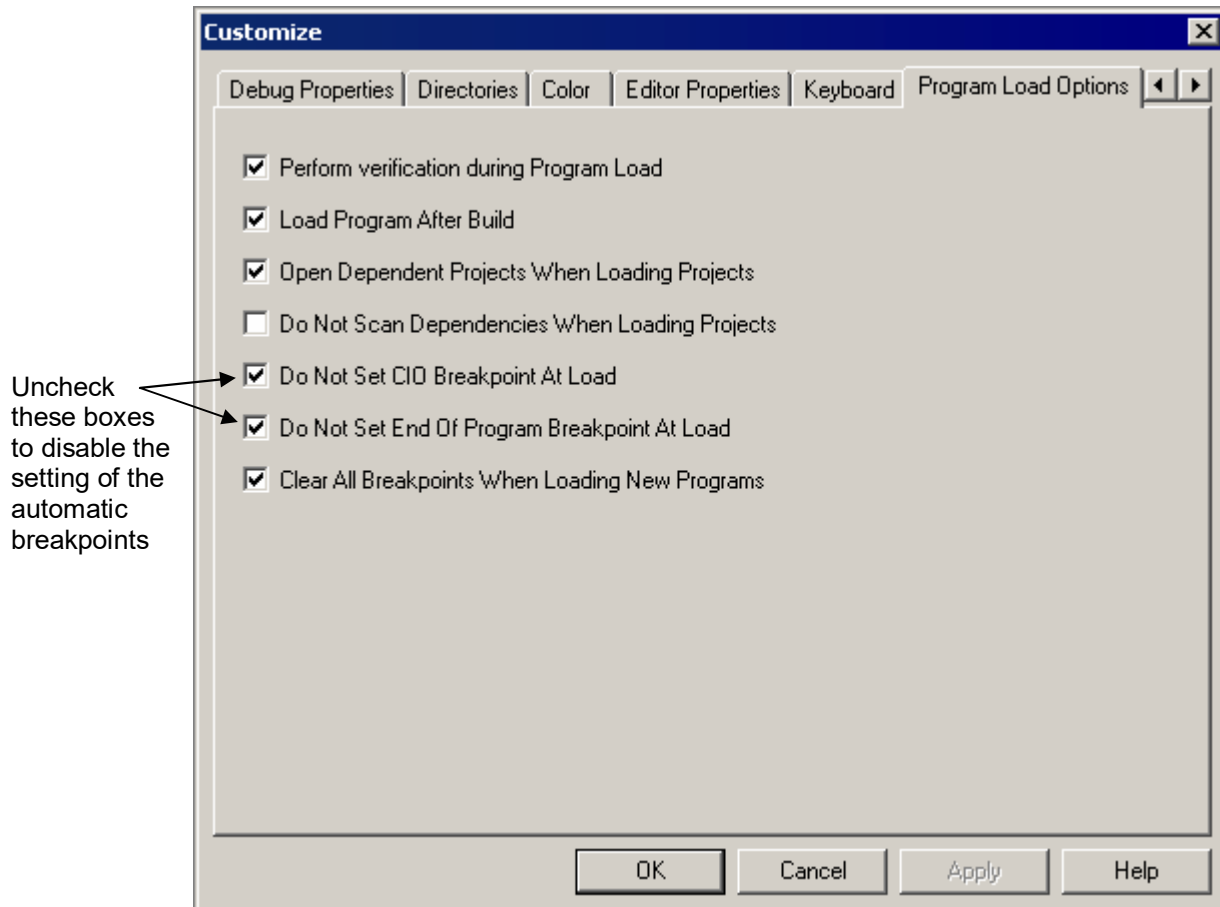 Customize
Debug Properties Directories Color Editor Properties Keyboard Program Load Options
Perform verification during Program Load
Load Program After Build
Open Dependent Projects When Loading Projects
Do Not Scan Dependencies When Loading Projects
Do Not Set CIO Breakpoint At Load
Do Not Set End Of Program Breakpoint At Load
Clear All Breakpoints When Loading New Programs
Uncheck
these boxes
to disable the
setting of the
automatic
breakpoints
OK Cancel Apply Help